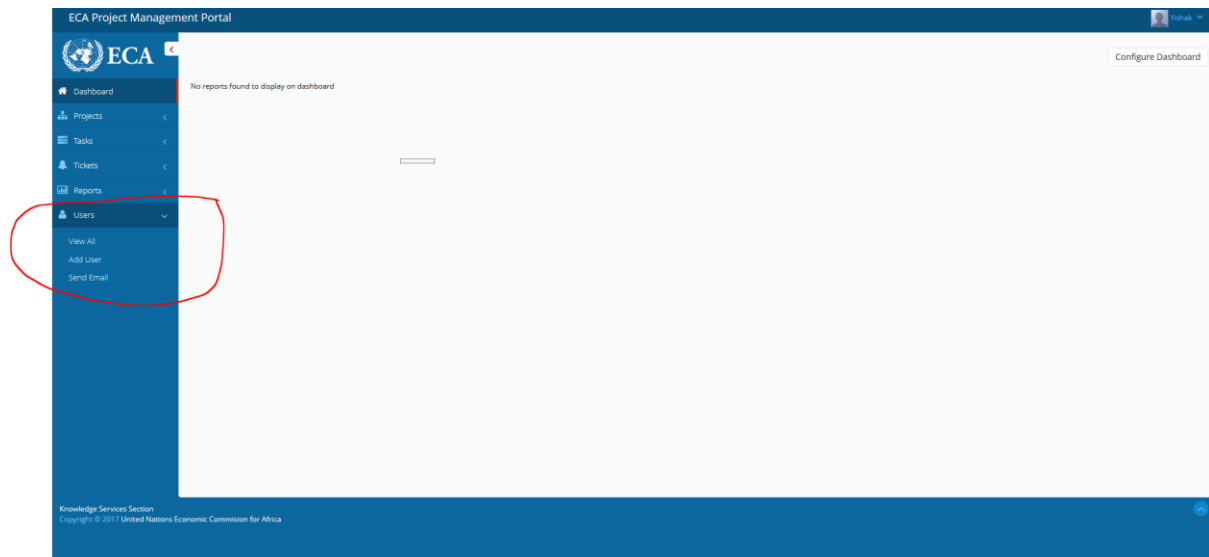 ECA Project Management Portal
Yishak
ECA
Configure Dashboard
Dashboard
No reports found to display on dashboard
Projects
Tasks
Tickets
Reports
Users
View All
Add User
Send Email
Knowledge Services Section
Copyright © 2017 United Nations Economic Commision for Africa